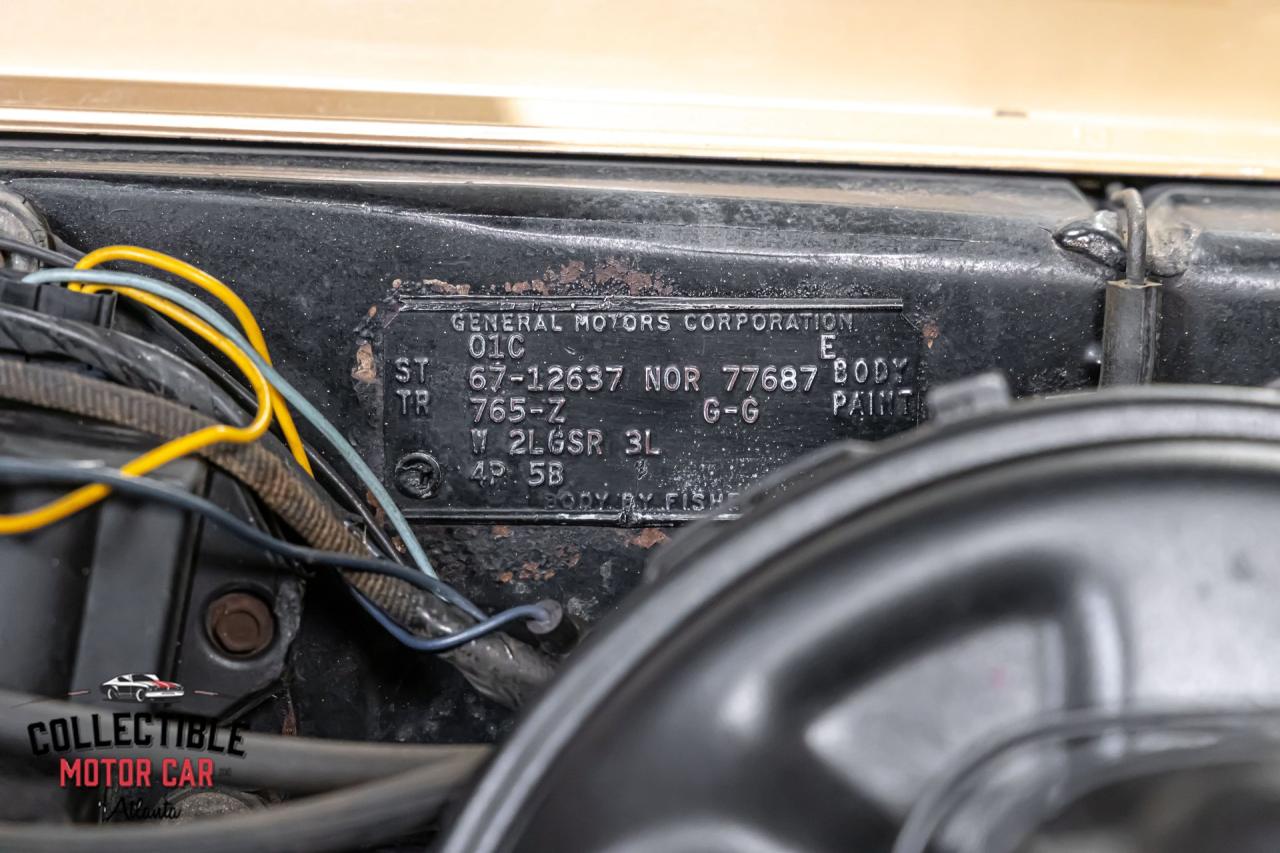 GENERAL MOTORS CORPORATION
01C E
ST 67-12637 NOR 77687 BODY
TR 765-Z G-G PAINT
W 2LGSR 3L
4P 5B
BODY BY FISHE
COLLECTIBLE
MOTOR CAR
Atlanta